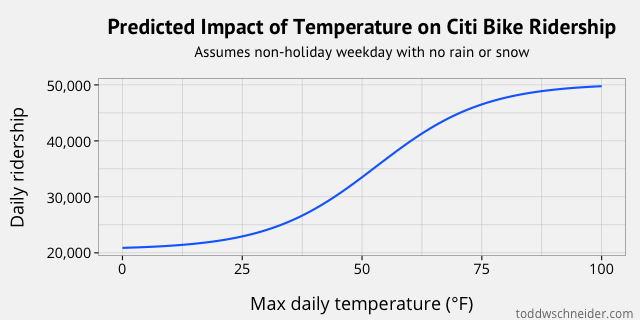 Predicted Impact of Temperature on Citi Bike Ridership
Assumes non-holiday weekday with no rain or snow
Daily ridership
50,000
40,000
30,000
20,000
0 25 50 75 100
Max daily temperature (°F)
toddwschneider.com